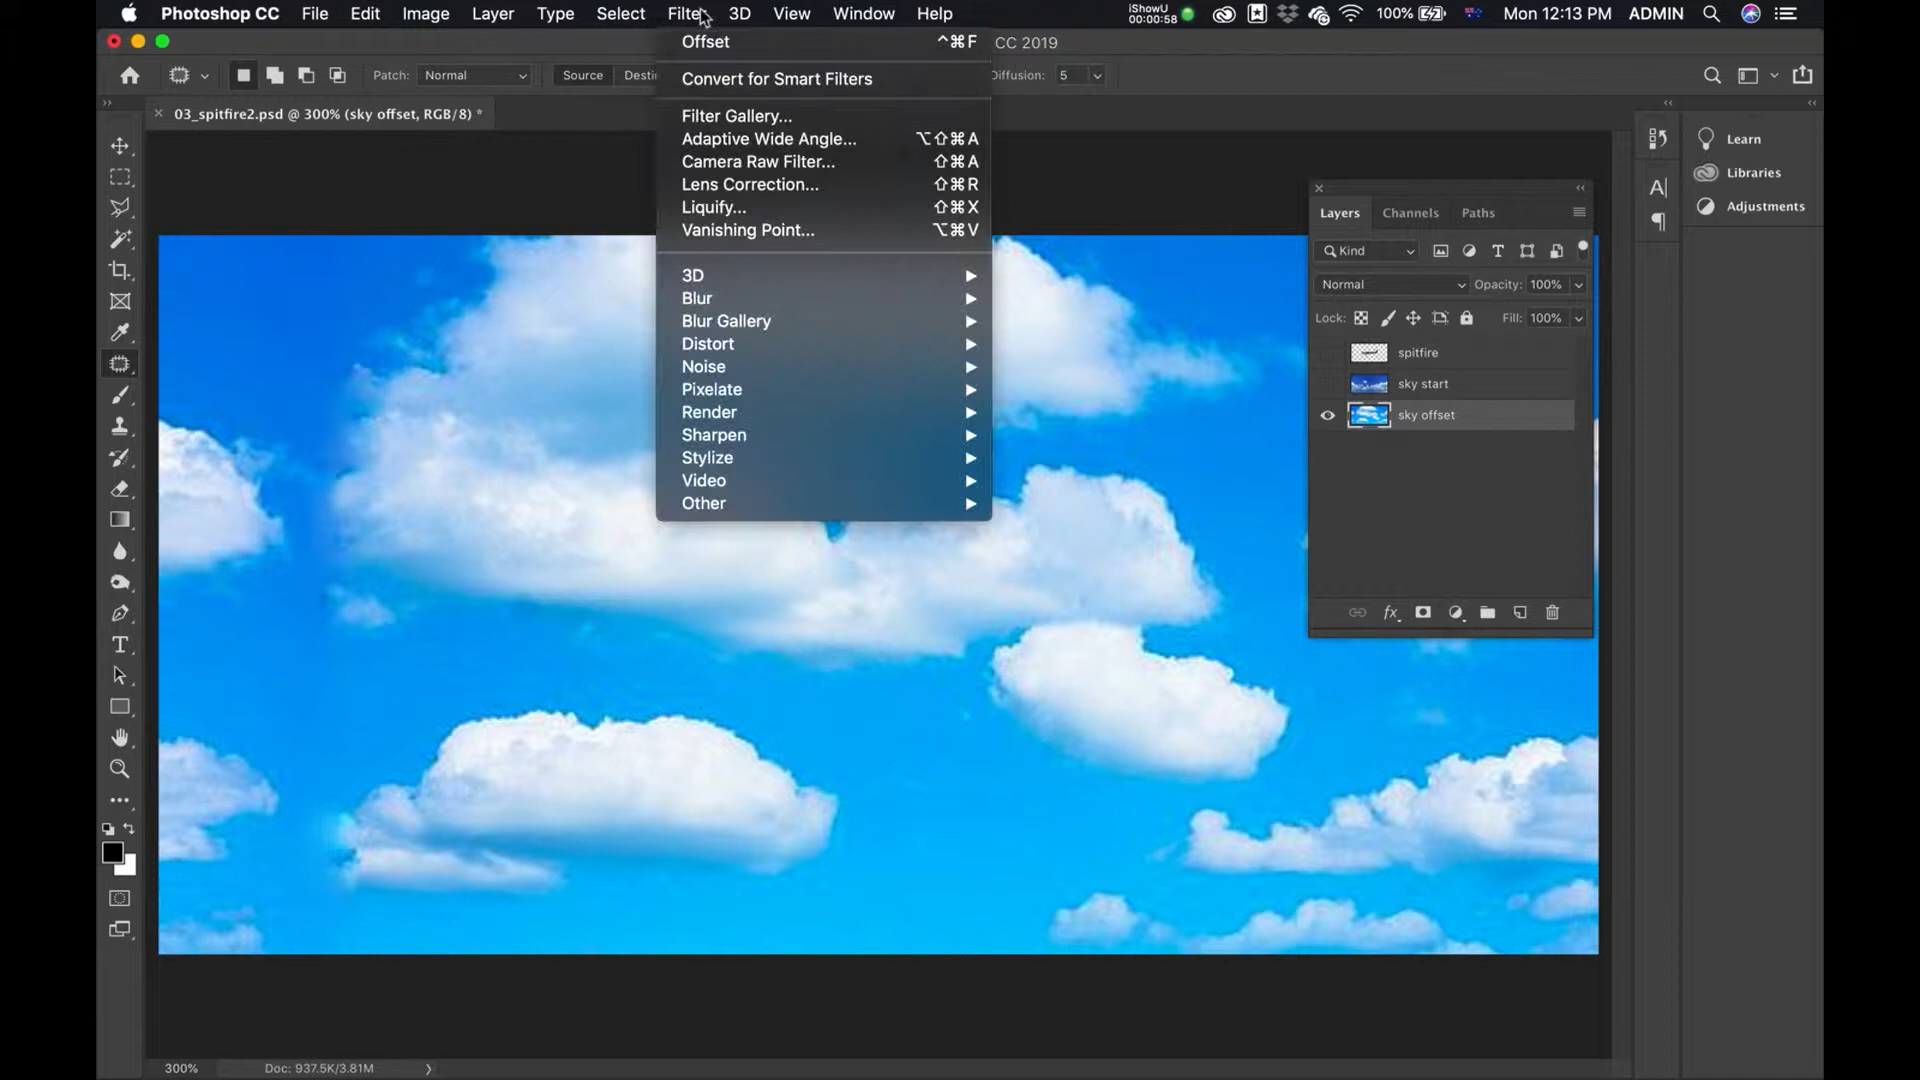 Photoshop CC File Edit Image Layer Type Select Filter 3D View Window Help
iShowU
00:00:58
100%
Mon 12:13 PM ADMIN
CC 2019
Patch: Normal Source Destin
Diffusion: 5
03_spitfire2.psd @ 300% (sky offset, RGB/8) *
Offset ^⌘F
Convert for Smart Filters
Filter Gallery...
Adaptive Wide Angle... ⌥⇧⌘A
Camera Raw Filter... ⇧⌘A
Lens Correction... ⇧⌘R
Liquify... ⇧⌘X
Vanishing Point... ⌥⌘V
3D
Blur
Blur Gallery
Distort
Noise
Pixelate
Render
Sharpen
Stylize
Video
Other
Layers Channels Paths
Kind
Normal Opacity: 100%
Lock: Fill: 100%
spitfire
sky start
sky offset
fx
Learn
Libraries
Adjustments
300% Doc: 937.5K/3.81M